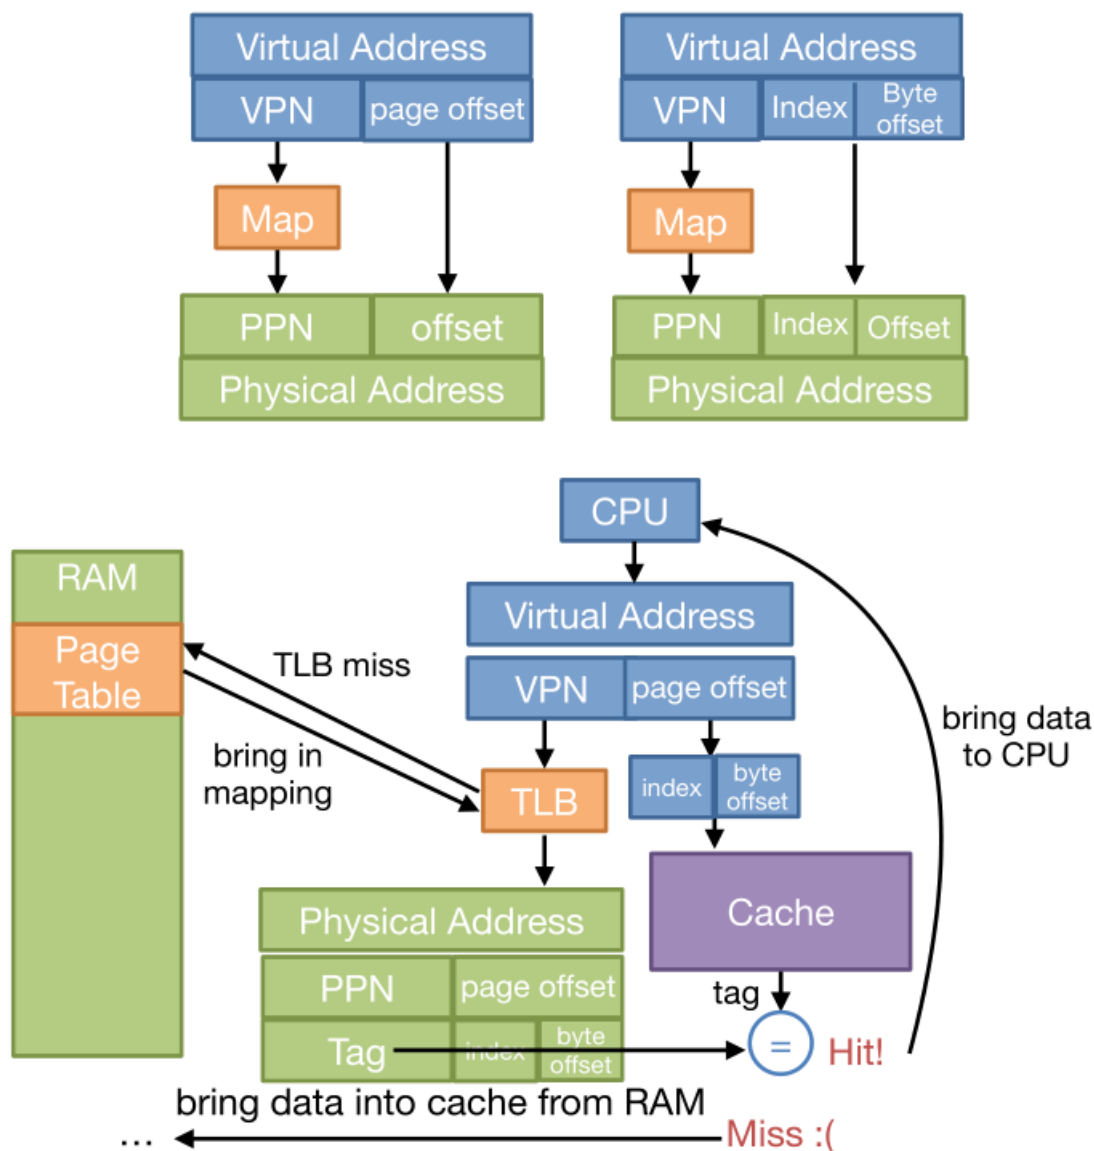 Virtual Address
VPN
page offset
Map
PPN
offset
Physical Address
Virtual Address
VPN
Index
Byte
offset
Map
PPN
Index
Offset
Physical Address
CPU
Virtual Address
VPN
page offset
RAM
Page
Table
TLB miss
bring in
mapping
TLB
index
byte
offset
Cache
bring data
to CPU
Physical Address
PPN
page offset
Tag
index
byte
offset
tag
=
Hit!
bring data into cache from RAM
...
Miss :(